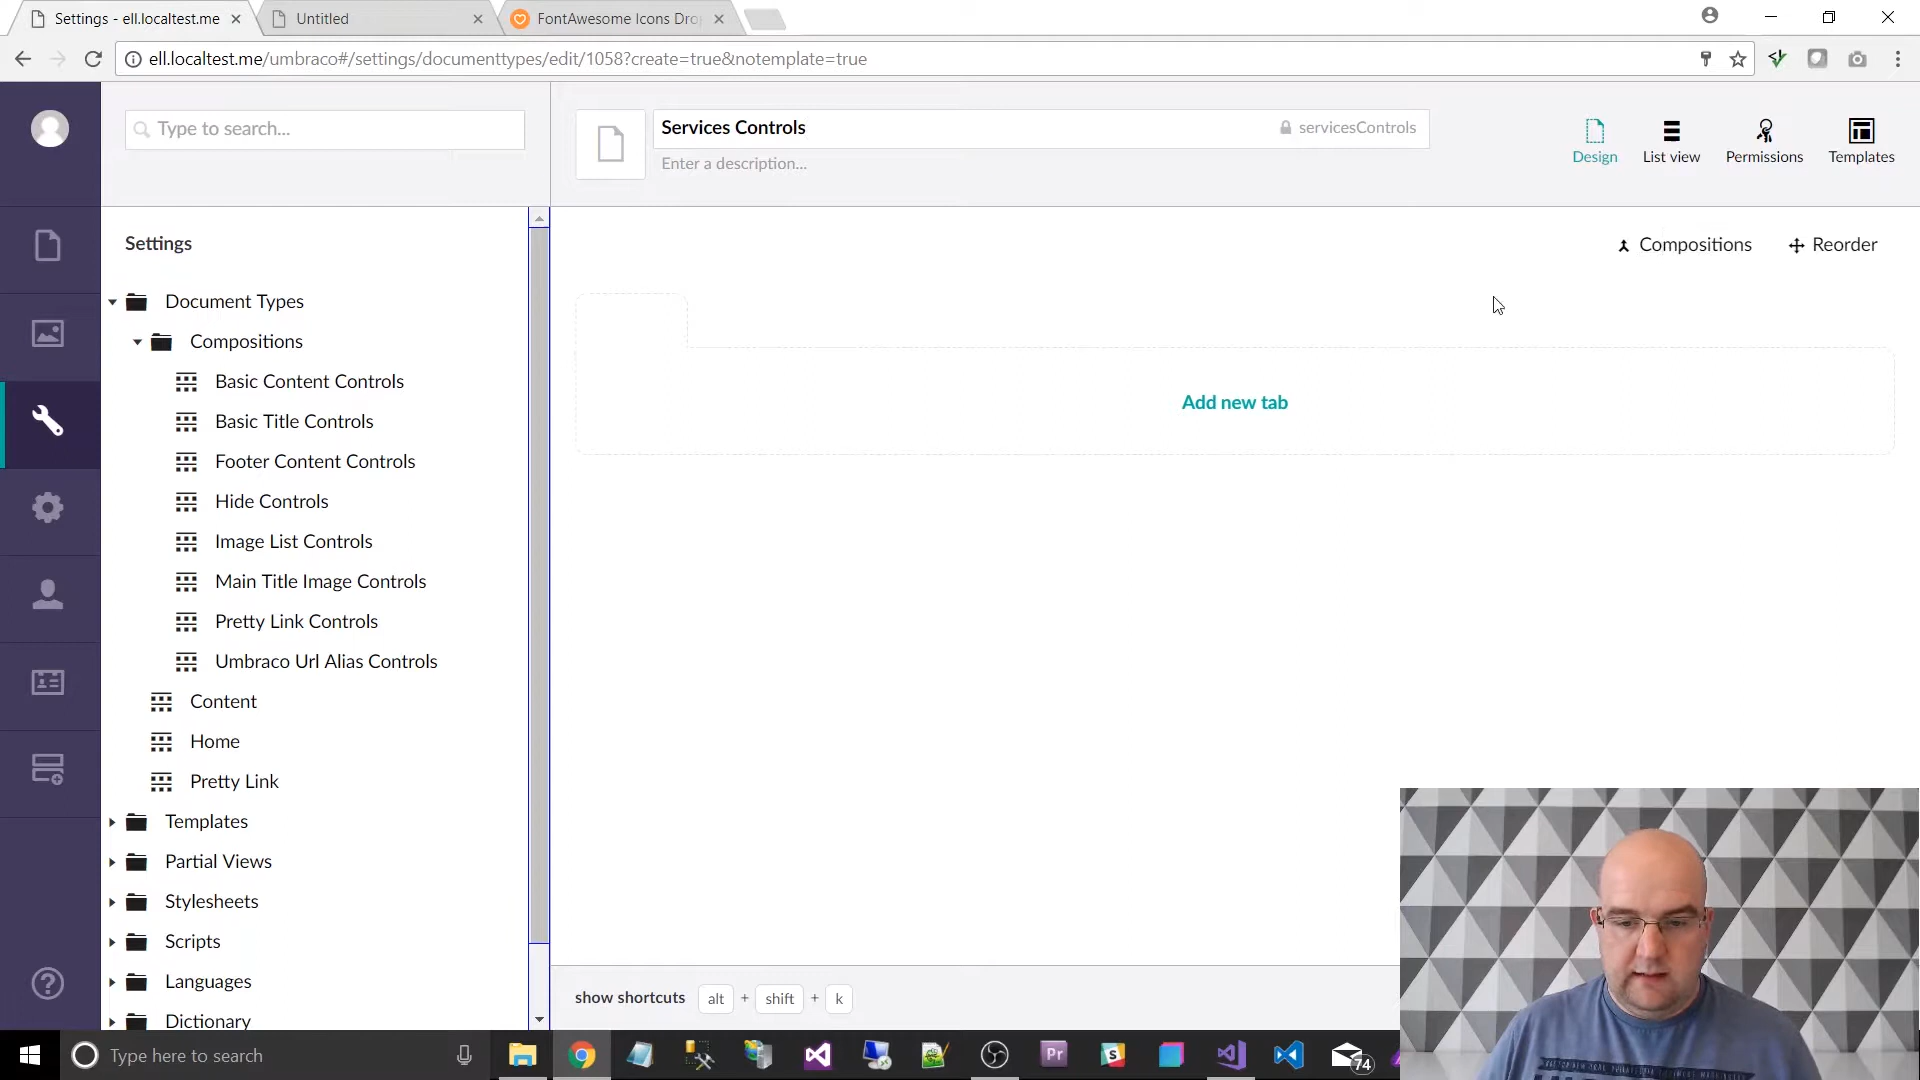 Settings - ell.localtest.me
Untitled
FontAwesome Icons Dro
ell.localtest.me/umbraco#/settings/documenttypes/edit/1058?create=true&notemplate=true
Type to search...
Services Controls
servicesControls
Enter a description...
Design
List view
Permissions
Templates
Settings
Compositions
Reorder
Document Types
Compositions
Basic Content Controls
Basic Title Controls
Footer Content Controls
Hide Controls
Image List Controls
Main Title Image Controls
Pretty Link Controls
Umbraco Url Alias Controls
Content
Home
Pretty Link
Templates
Partial Views
Stylesheets
Scripts
Languages
Dictionary
Add new tab
show shortcuts alt + shift + k
Type here to search
Pr
S
74